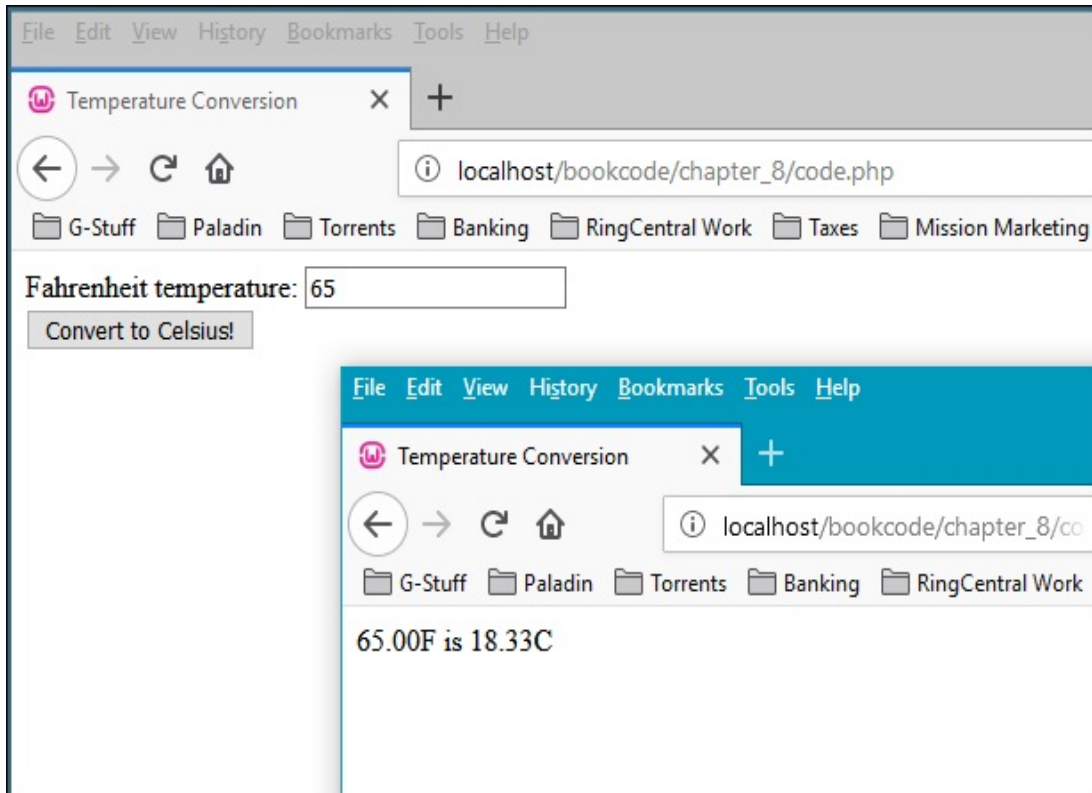 File Edit View History Bookmarks Tools Help
Temperature Conversion
localhost/bookcode/chapter_8/code.php
G-Stuff Paladin Torrents Banking RingCentral Work Taxes Mission Marketing
Fahrenheit temperature: 65
Convert to Celsius!
File Edit View History Bookmarks Tools Help
Temperature Conversion
localhost/bookcode/chapter_8/co
G-Stuff Paladin Torrents Banking RingCentral Work
65.00F is 18.33C